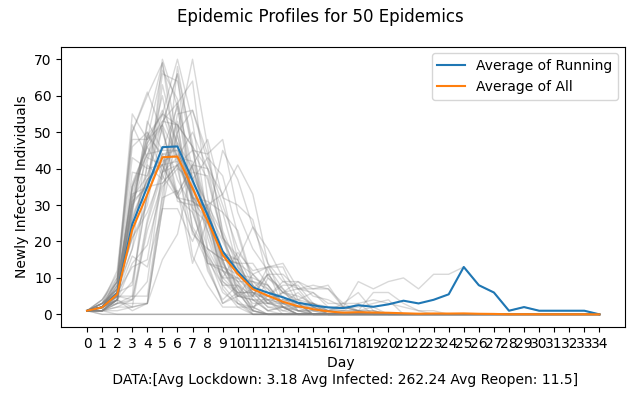 Epidemic Profiles for 50 Epidemics
Average of Running
Average of All
Newly Infected Individuals
70
60
50
40
30
20
10
0
0 1 2 3 4 5 6 7 8 9 10 11 12 13 14 15 16 17 18 19 20 21 22 23 24 25 26 27 28 29 30 31 32 33 34
Day
DATA:[Avg Lockdown: 3.18 Avg Infected: 262.24 Avg Reopen: 11.5]